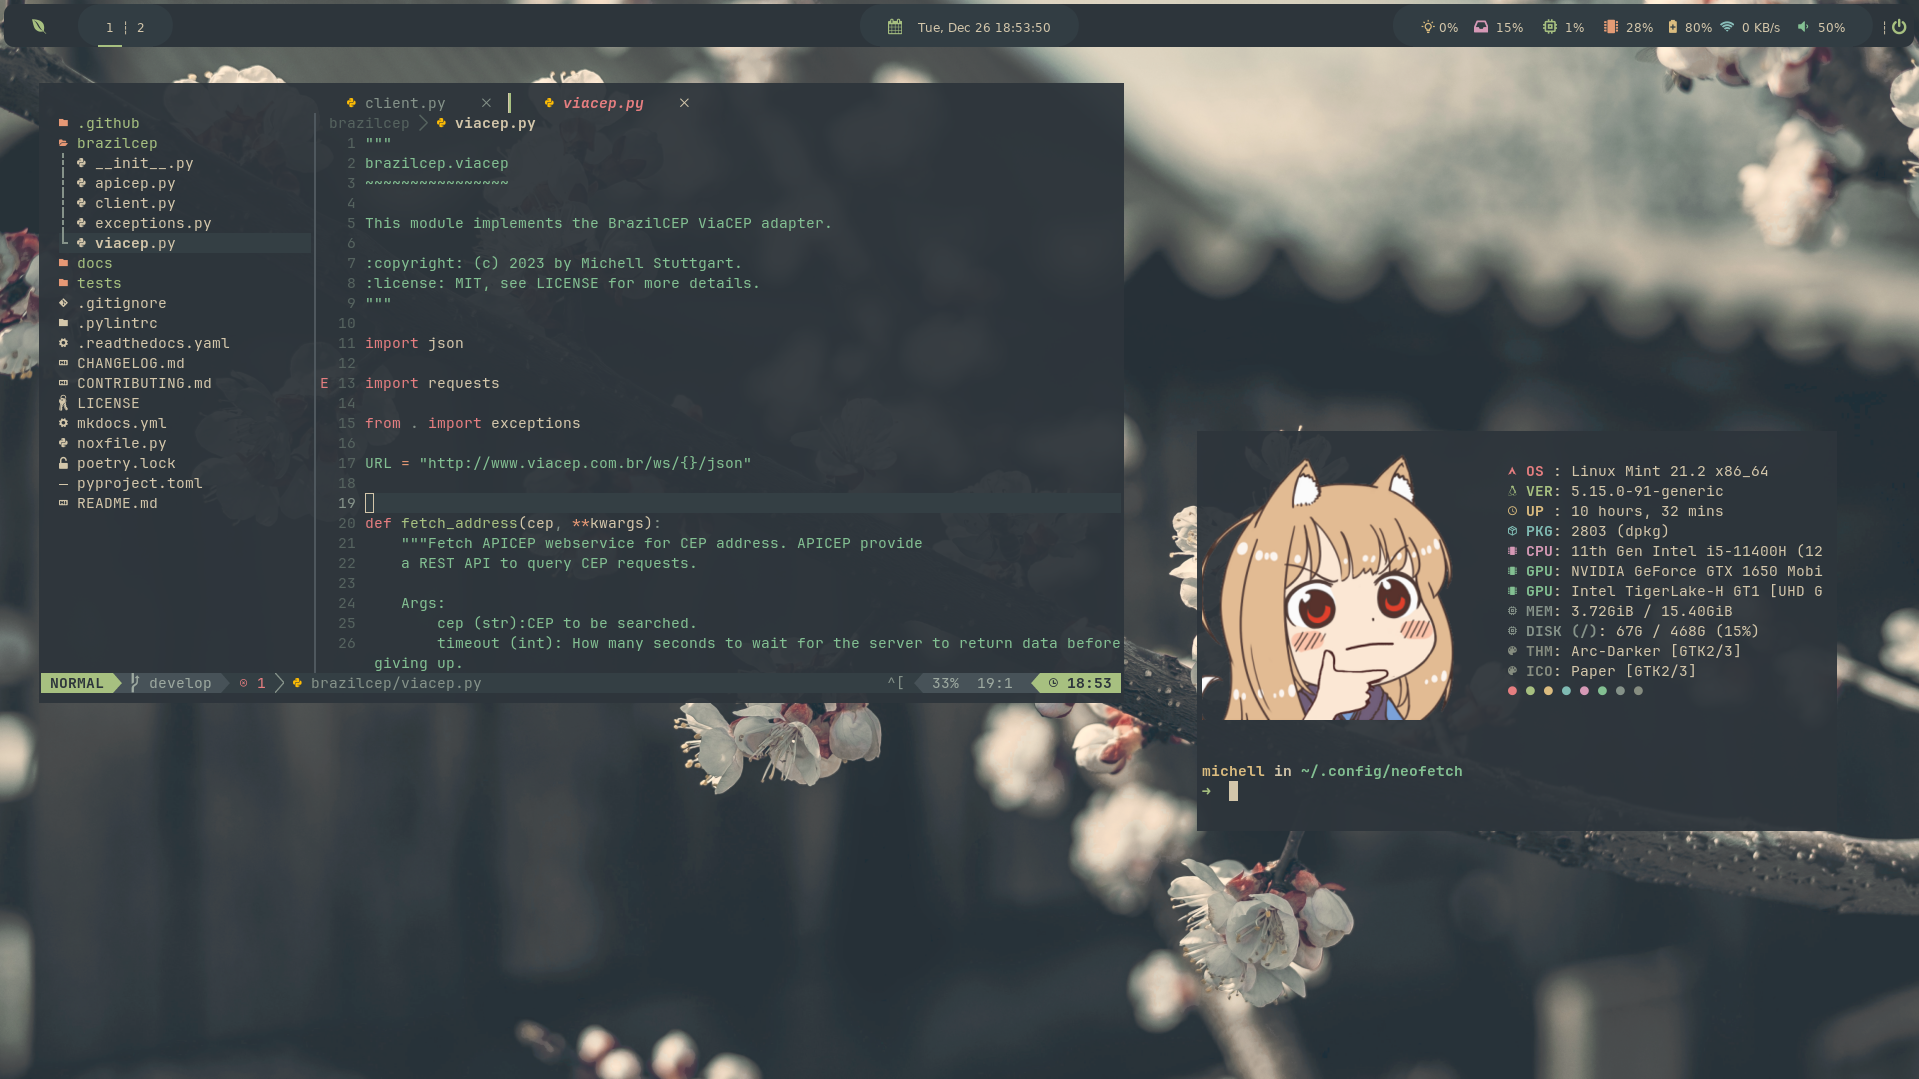 1 ¦ 2
Tue, Dec 26 18:53:50
0% 15% 1% 28% 80% 0 KB/s 50%
client.py × viacep.py ×
.github
brazilcep
__init__.py
apicep.py
client.py
exceptions.py
viacep.py
docs
tests
.gitignore
.pylintrc
.readthedocs.yaml
CHANGELOG.md
CONTRIBUTING.md
LICENSE
mkdocs.yml
noxfile.py
poetry.lock
pyproject.toml
README.md
brazilcep > viacep.py
1 """
2 brazilcep.viacep
3 ~~~~~~~~~~~~~~~~
4
5 This module implements the BrazilCEP ViaCEP adapter.
6
7 :copyright: (c) 2023 by Michell Stuttgart.
8 :license: MIT, see LICENSE for more details.
9 """
10
11 import json
12
E 13 import requests
14
15 from . import exceptions
16
17 URL = "http://www.viacep.com.br/ws/{}/json"
18
19
20 def fetch_address(cep, **kwargs):
21     """Fetch APICEP webservice for CEP address. APICEP provide
22     a REST API to query CEP requests.
23
24     Args:
25         cep (str):CEP to be searched.
26         timeout (int): How many seconds to wait for the server to return data before
giving up.
NORMAL develop 1 brazilcep/viacep.py ^[ 33% 19:1 18:53
OS : Linux Mint 21.2 x86_64
VER: 5.15.0-91-generic
UP : 10 hours, 32 mins
PKG: 2803 (dpkg)
CPU: 11th Gen Intel i5-11400H (12
GPU: NVIDIA GeForce GTX 1650 Mobi
GPU: Intel TigerLake-H GT1 [UHD G
MEM: 3.72GiB / 15.40GiB
DISK (/): 67G / 468G (15%)
THM: Arc-Darker [GTK2/3]
ICO: Paper [GTK2/3]
michell in ~/.config/neofetch
→